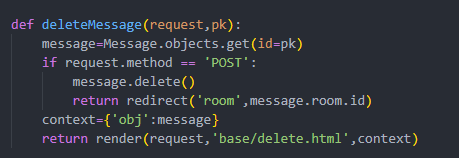 def deleteMessage(request,pk):
    message=Message.objects.get(id=pk)
    if request.method == 'POST':
        message.delete()
        return redirect('room',message.room.id)
    context={'obj':message}
    return render(request,'base/delete.html',context)